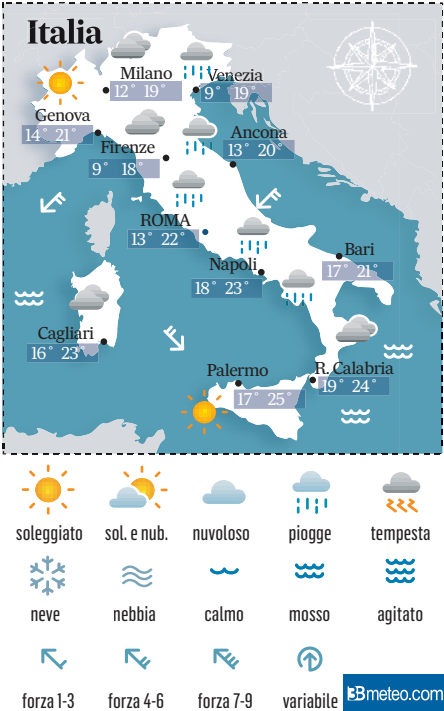 Italia
Milano
12° 19°
Venezia
9° 19°
Genova
14° 21°
Firenze
9° 18°
Ancona
13° 20°
ROMA
13° 22°
Napoli
18° 23°
Bari
17° 21°
Cagliari
16° 23°
Palermo
17° 25°
R. Calabria
19° 24°
soleggiato sol. e nub. nuvoloso piogge tempesta
neve nebbia calmo mosso agitato
forza 1-3 forza 4-6 forza 7-9 variabile
3Bmeteo.com